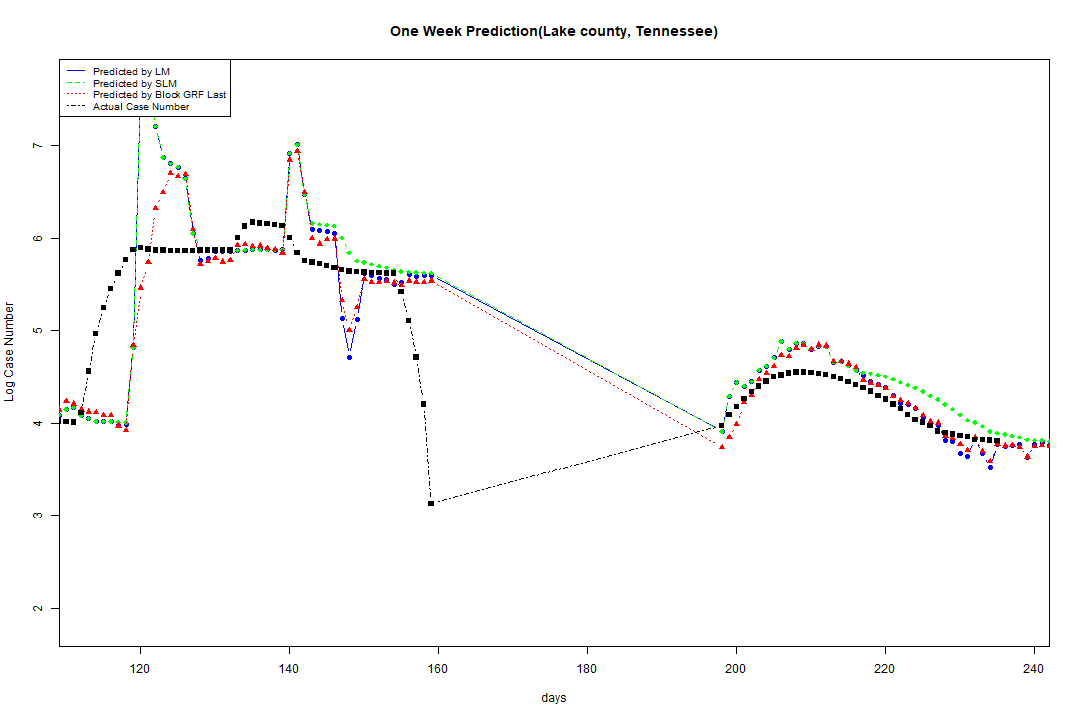 One Week Prediction(Lake county, Tennessee)
Predicted by LM
Predicted by SLM
Predicted by Block GRF Last
Actual Case Number
Log Case Number
7
6
5
4
3
2
120 140 160 180 200 220 240
days